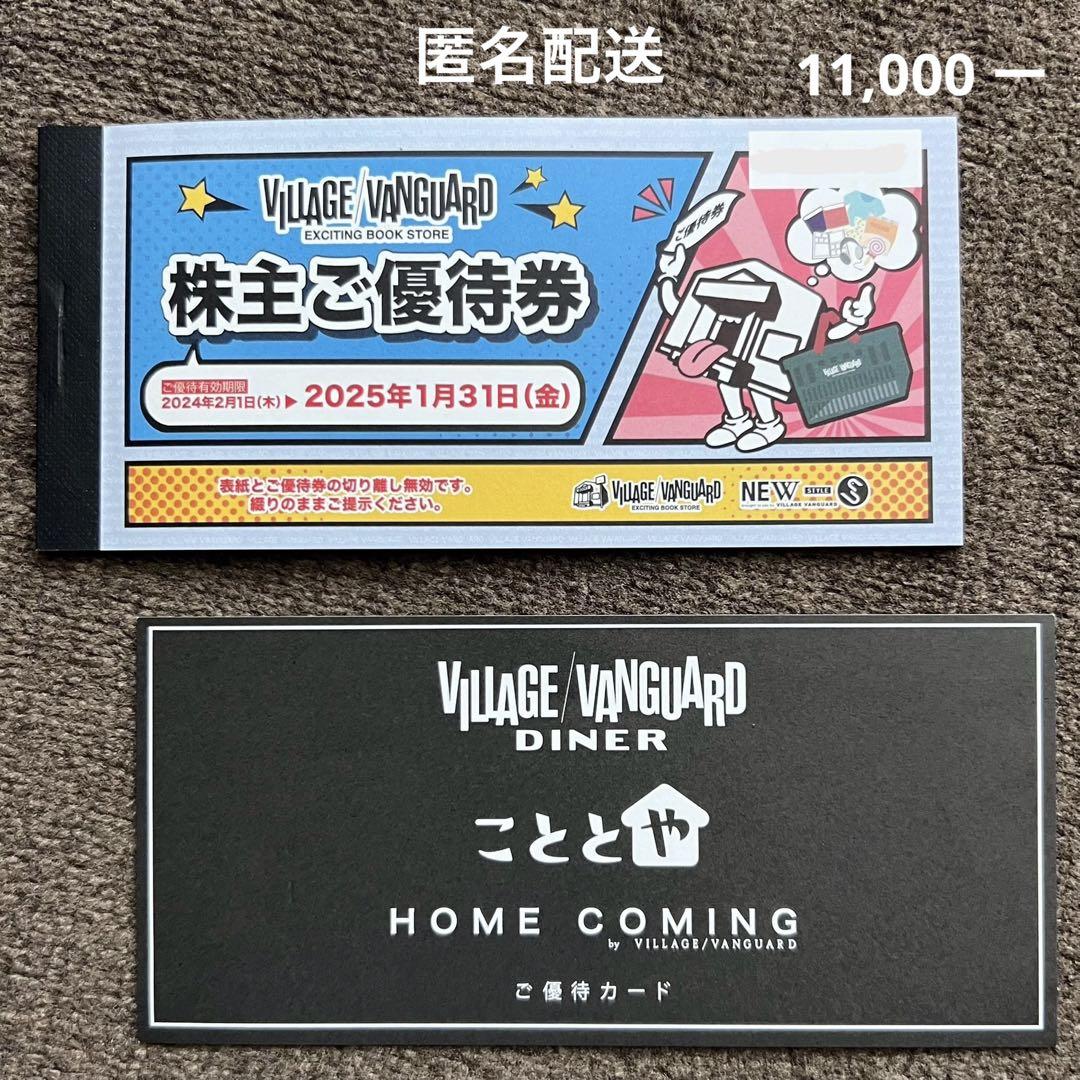 匿名配送
11,000 ー
VILLAGE/VANGUARD
EXCITING BOOK STORE
株主ご優待券
ご優待有効期限
2024年2月1日(木)▶ 2025年1月31日(金)
ご優待券
表紙とご優待券の切り離し無効です。
綴りのままご提示ください。
VILLAGE/VANGUARD
EXCITING BOOK STORE
NEW STYLE
VILLAGE VANGUARD
VILLAGE/VANGUARD
DINER
こととや
HOME COMING
by VILLAGE/VANGUARD
ご優待カード